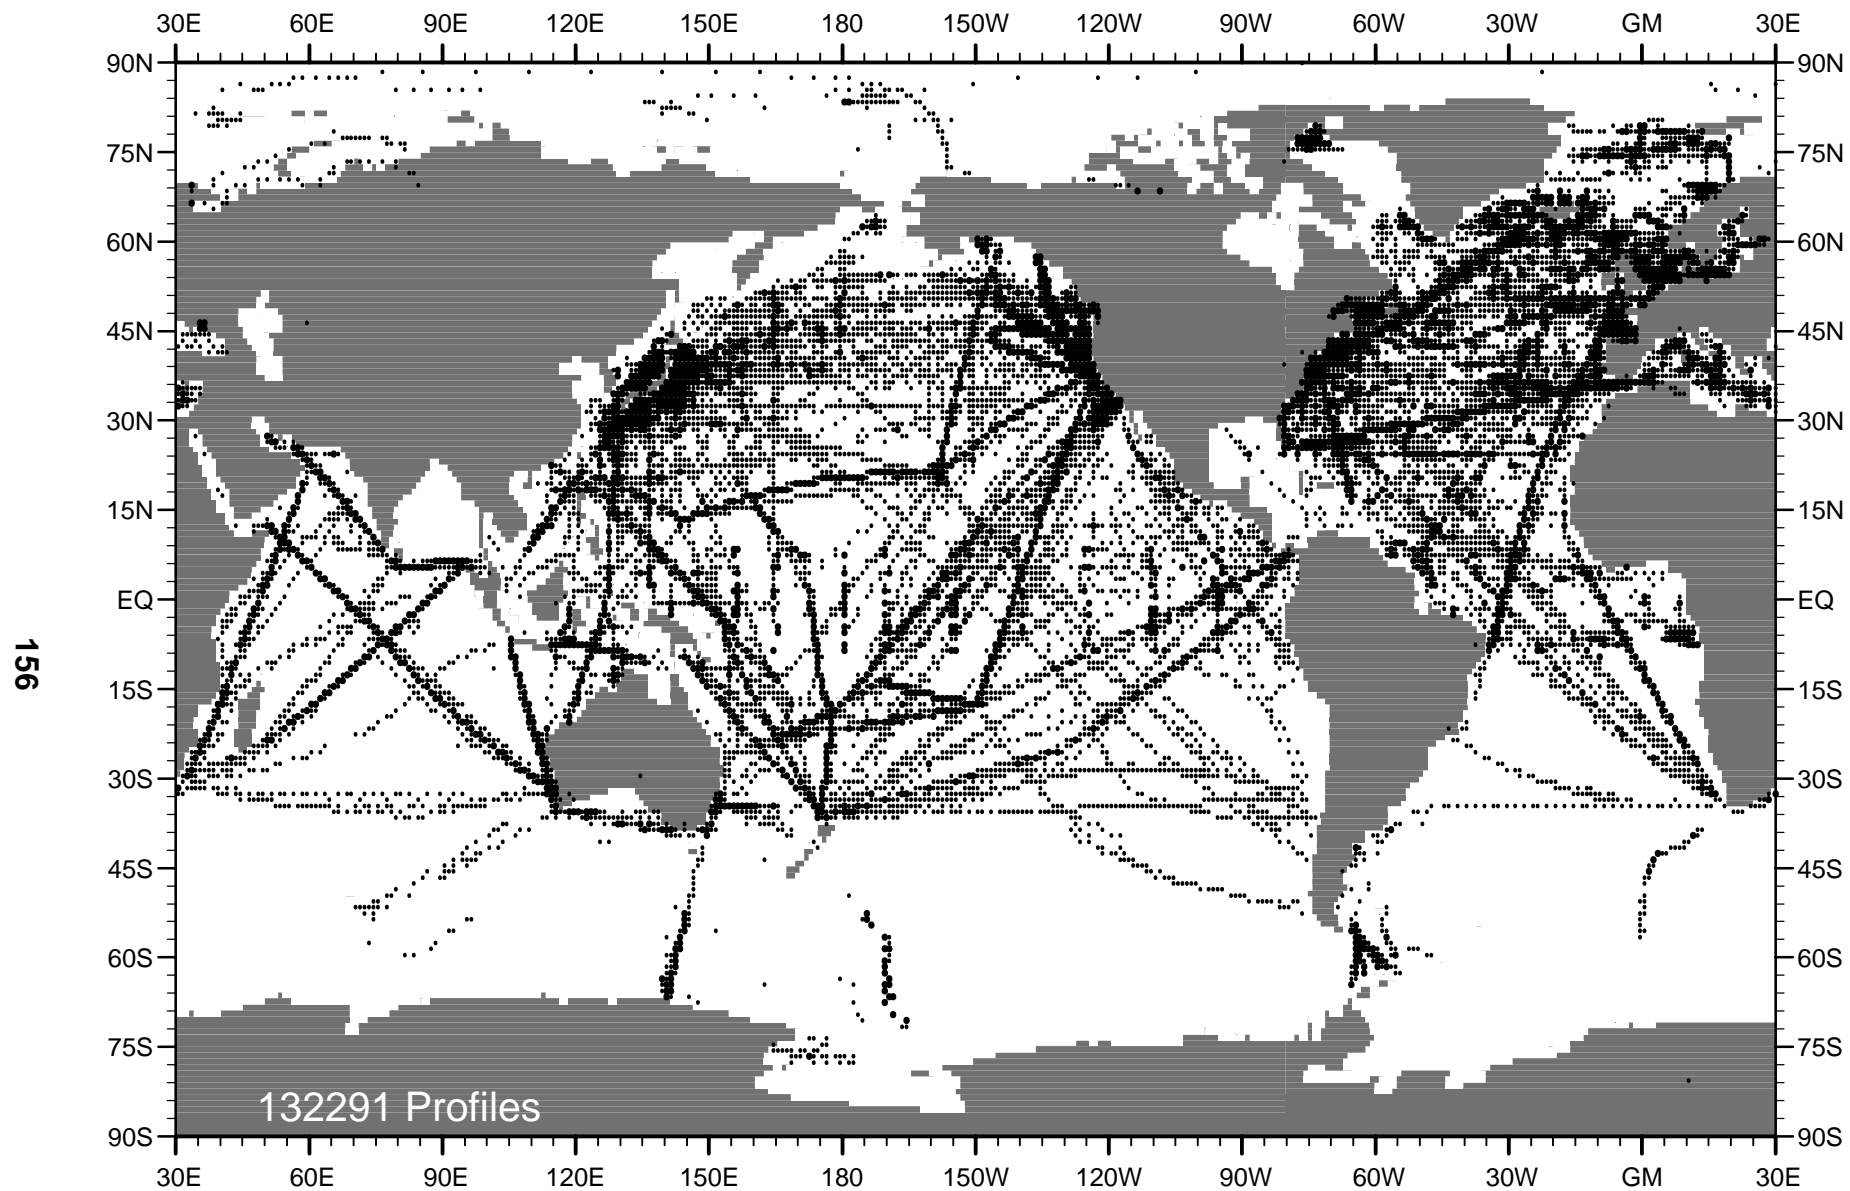 30E 60E 90E 120E 150E 180 150W 120W 90W 60W 30W GM 30E
90N 90N
75N 75N
60N 60N
45N 45N
30N 30N
15N 15N
EQ EQ
15S 15S
30S 30S
45S 45S
60S 60S
75S 75S
90S 90S
132291 Profiles
30E 60E 90E 120E 150E 180 150W 120W 90W 60W 30W GM 30E
156